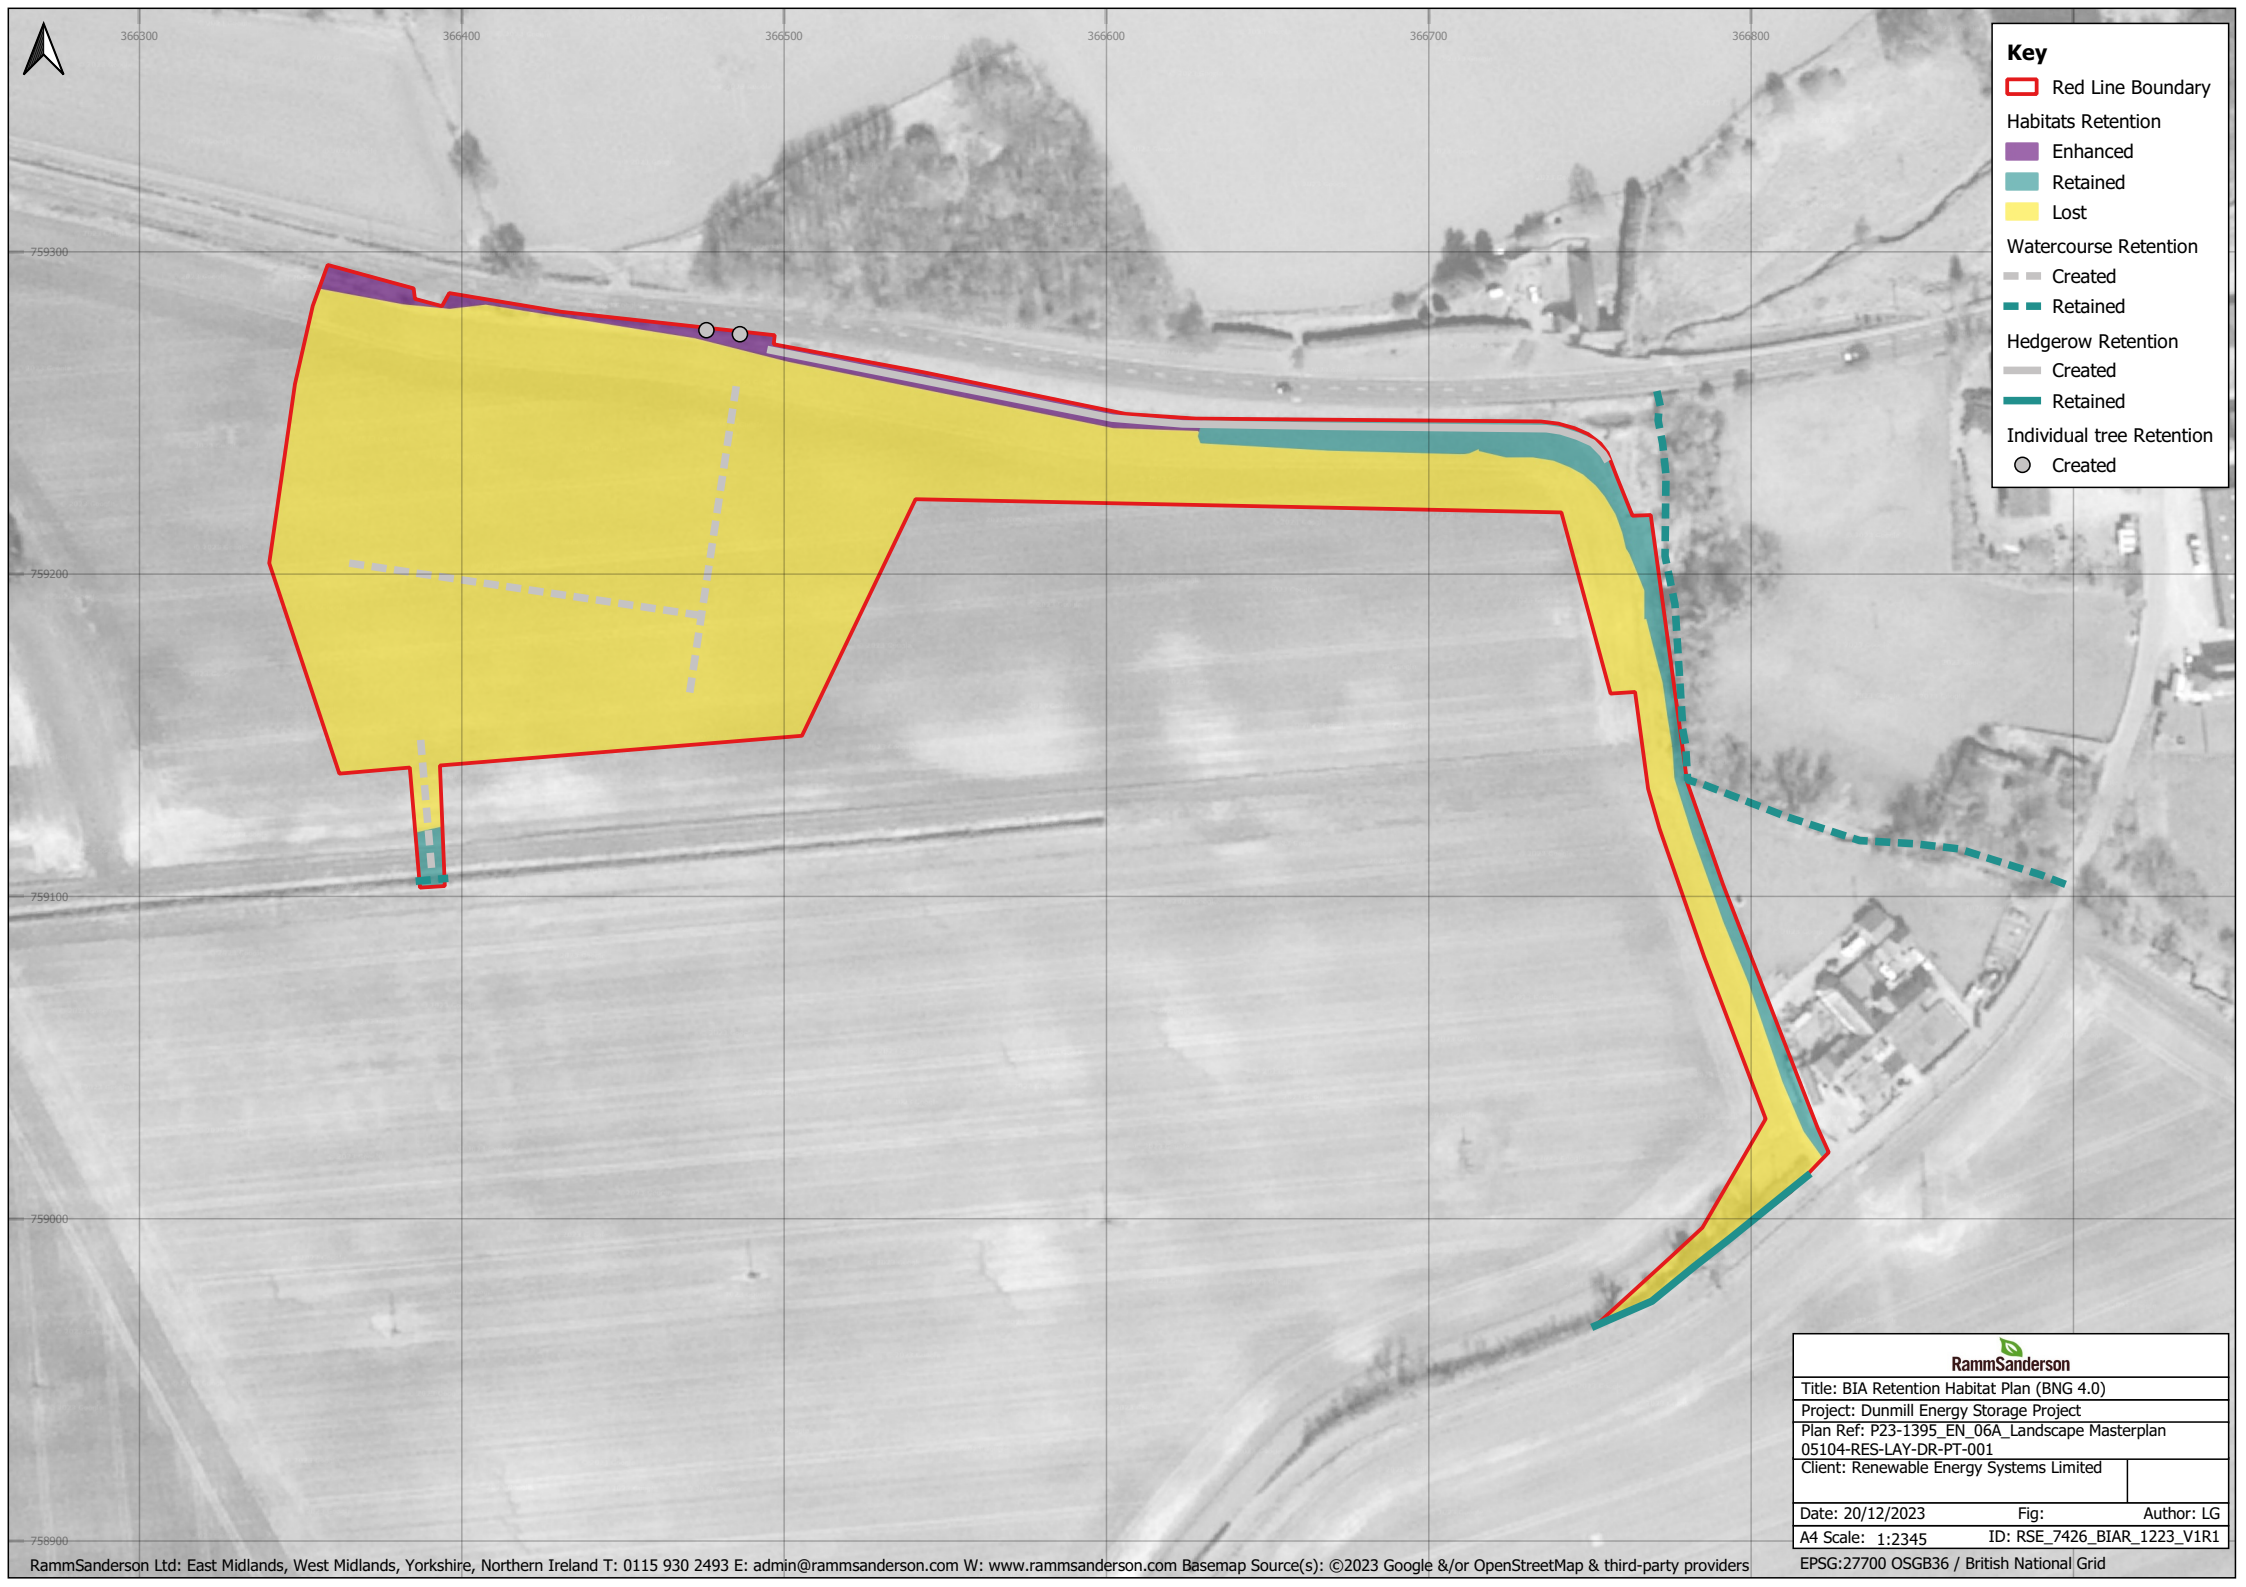 366300
366400
366500
366600
366700
366800
759300
759200
759100
759000
758900
Key
Red Line Boundary
Habitats Retention
Enhanced
Retained
Lost
Watercourse Retention
Created
Retained
Hedgerow Retention
Created
Retained
Individual tree Retention
Created
RammSanderson
Title: BIA Retention Habitat Plan (BNG 4.0)
Project: Dunmill Energy Storage Project
Plan Ref: P23-1395_EN_06A_Landscape Masterplan
05104-RES-LAY-DR-PT-001
Client: Renewable Energy Systems Limited
Date: 20/12/2023 Fig: Author: LG
A4 Scale: 1:2345 ID: RSE_7426_BIAR_1223_V1R1
RammSanderson Ltd: East Midlands, West Midlands, Yorkshire, Northern Ireland T: 0115 930 2493 E: admin@rammsanderson.com W: www.rammsanderson.com Basemap Source(s): ©2023 Google &/or OpenStreetMap & third-party providers EPSG:27700 OSGB36 / British National Grid